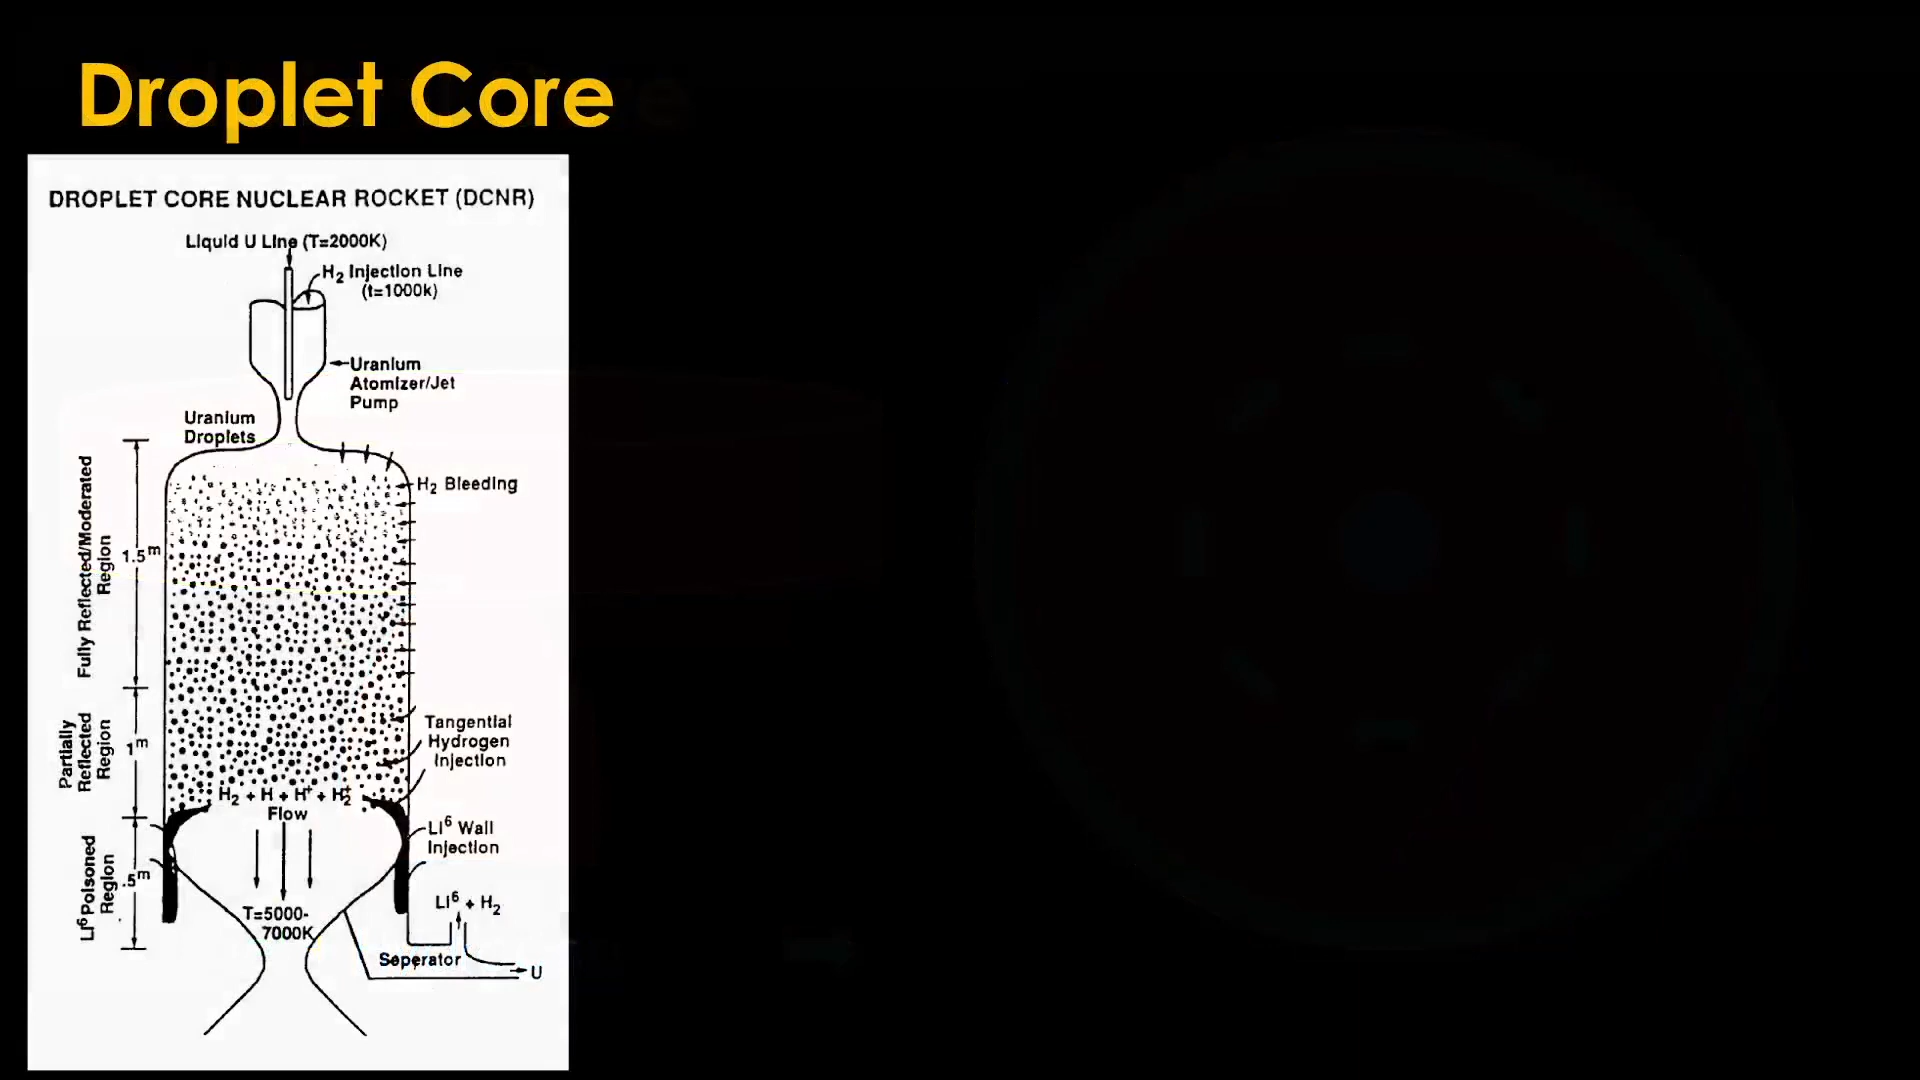 Droplet Core
DROPLET CORE NUCLEAR ROCKET (DCNR)
Liquid U Line (T=2000K)
H2 Injection Line
(t=1000k)
Uranium
Atomizer/Jet
Pump
Uranium
Droplets
H2 Bleeding
Fully Reflected/Moderated
Region
1.5m
Partially
Reflected
Region
1m
Tangential
Hydrogen
Injection
H2 + H + H+ + H2+
Flow
Li6 Wall
Injection
Li6 Poisoned
Region
.5m
T=5000-
7000K
Li6 + H2
Seperator
U